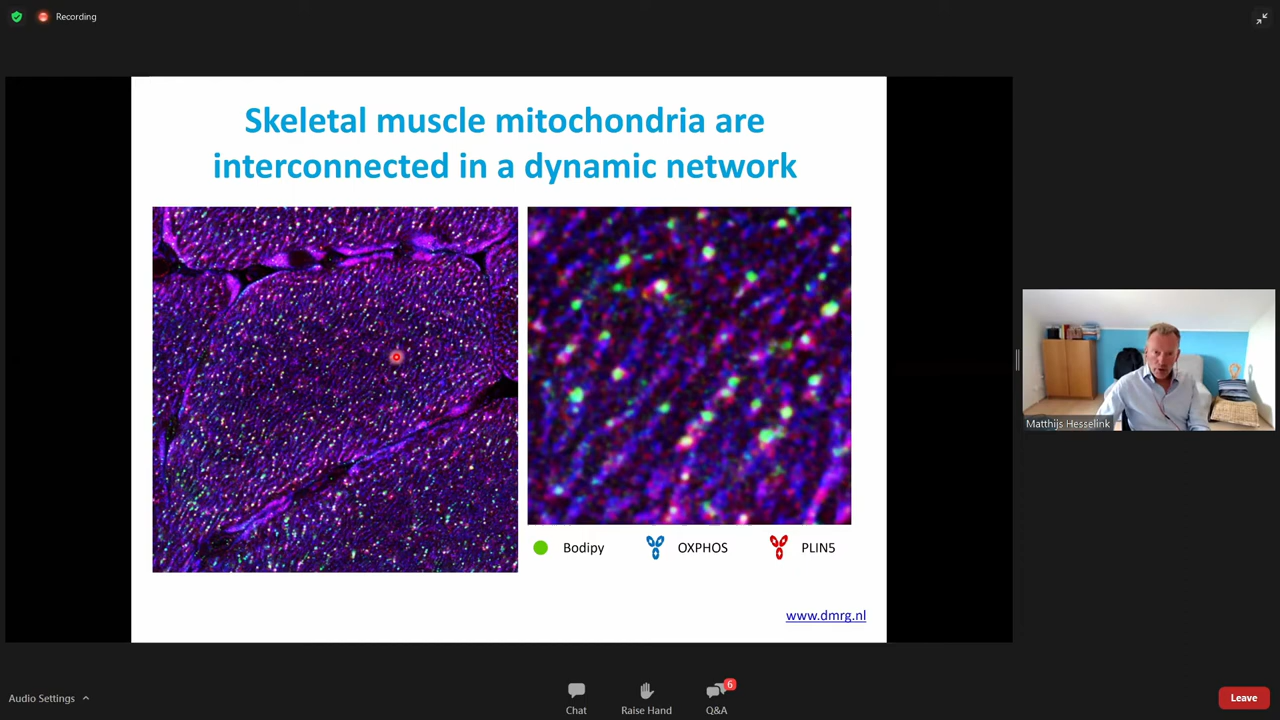 Recording
Skeletal muscle mitochondria are
interconnected in a dynamic network
Bodipy
OXPHOS
PLIN5
www.dmrg.nl
Matthijs Hesselink
Audio Settings
Chat
Raise Hand
6
Q&A
Leave